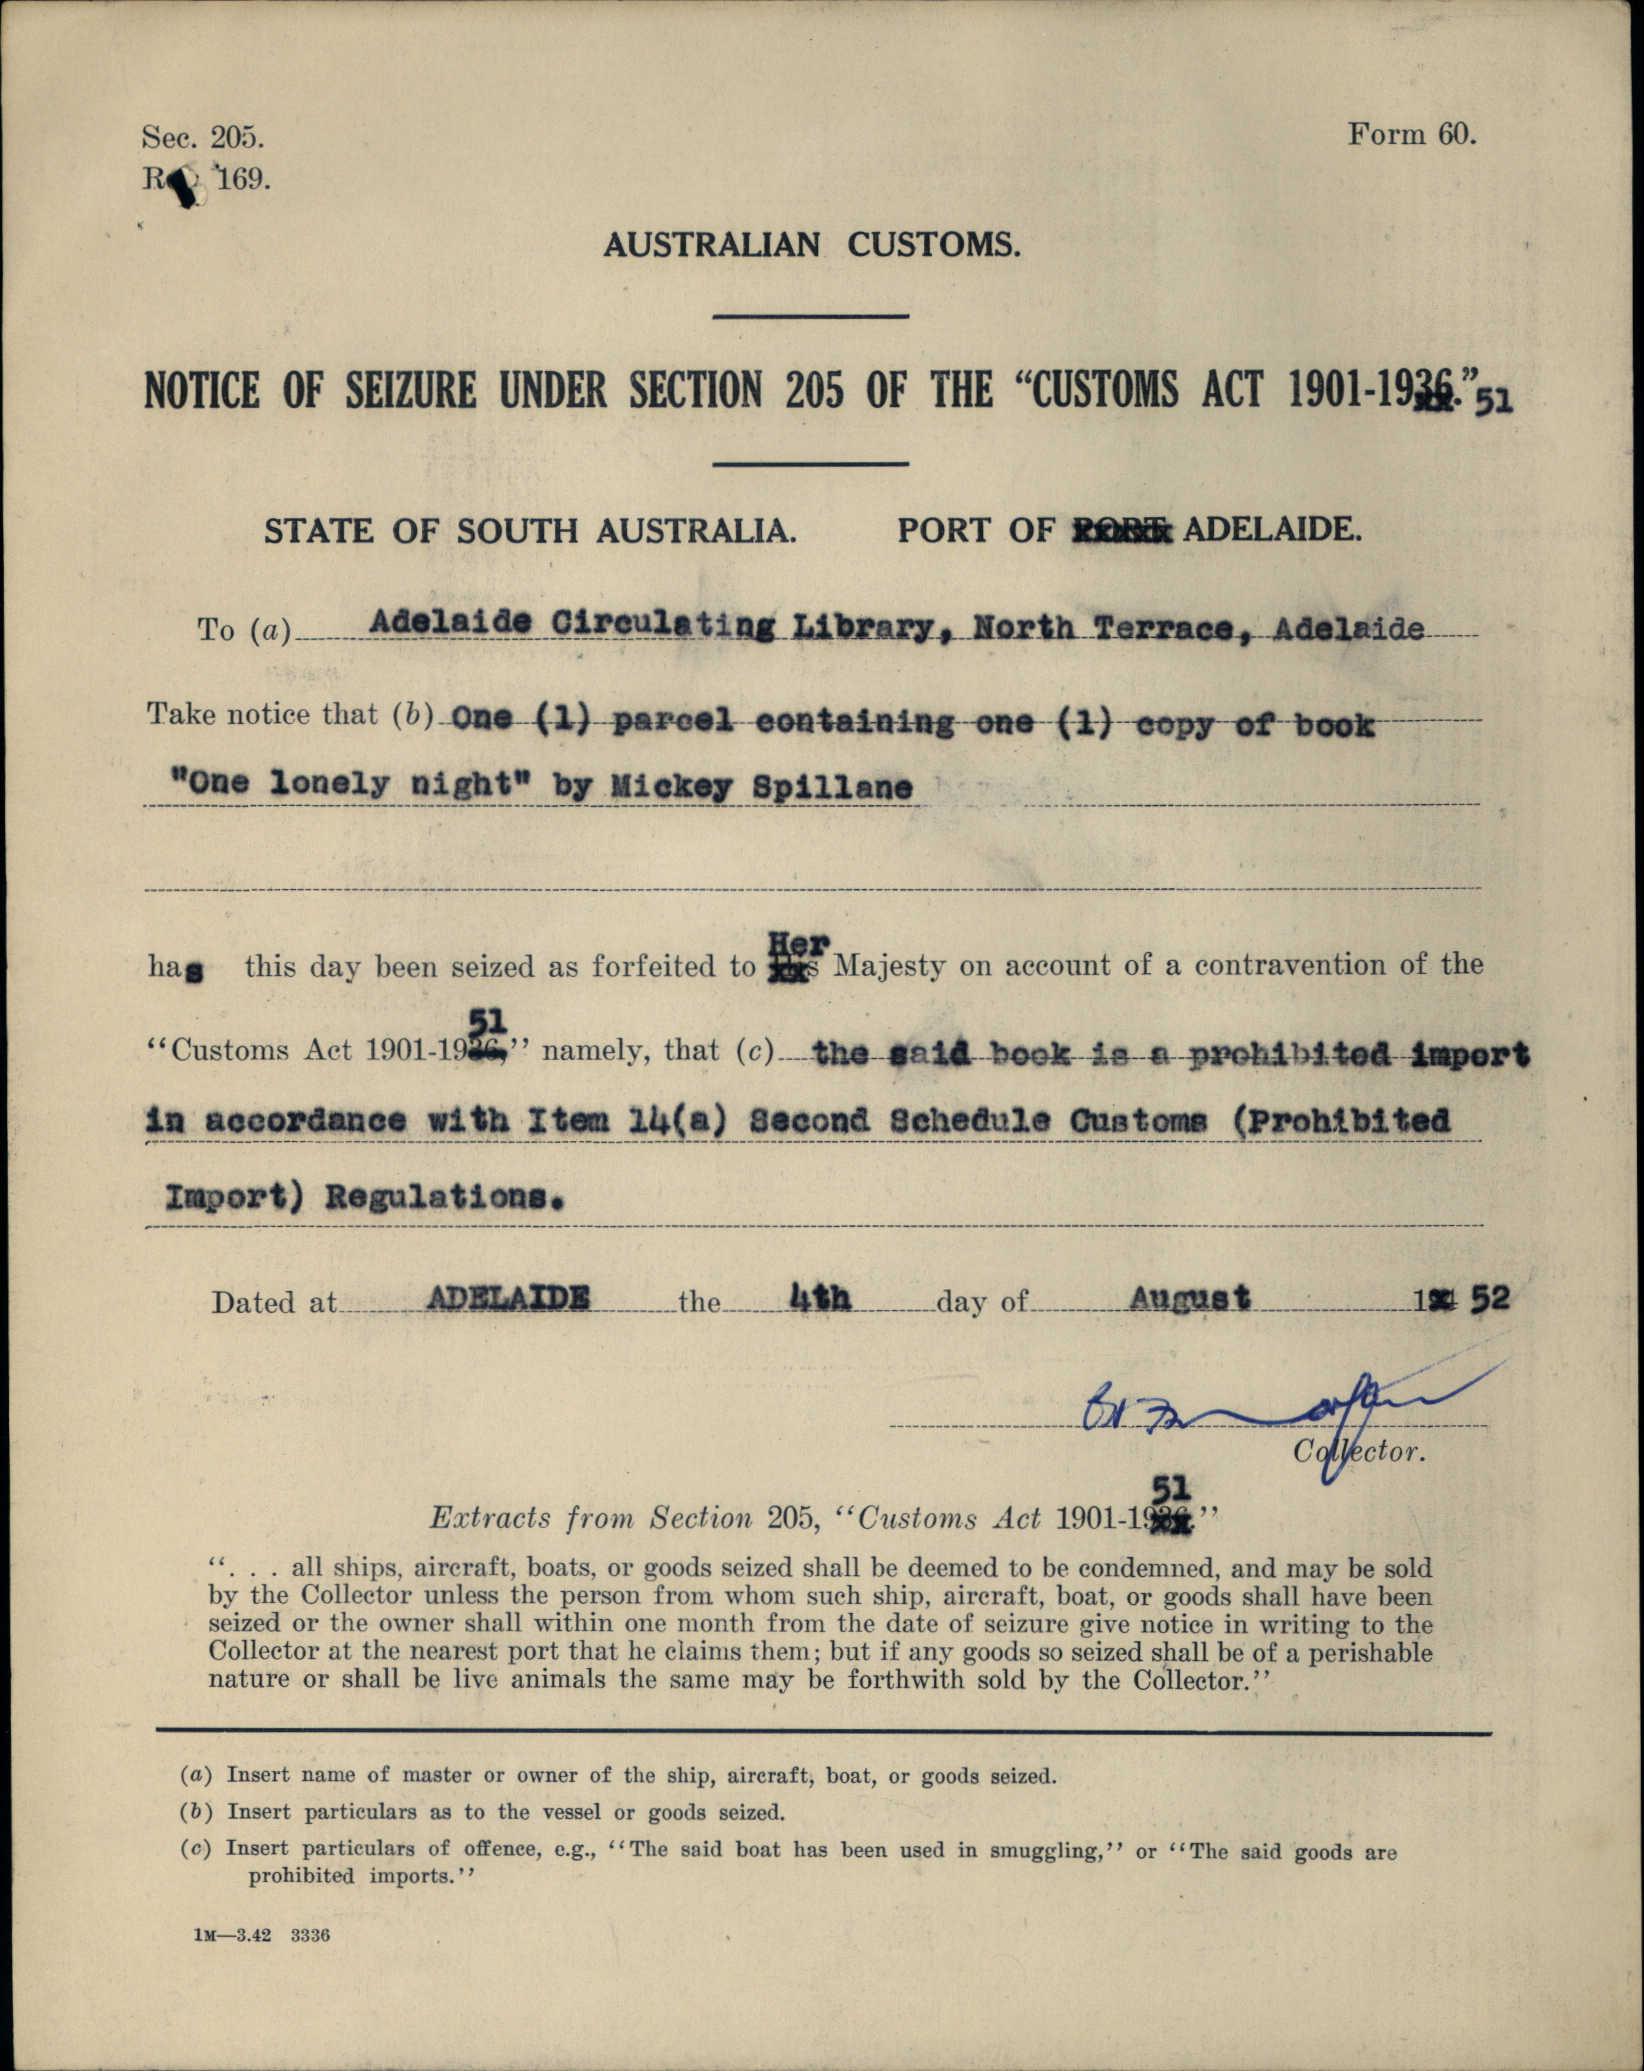 Sec. 205.
Form 60.
169.
AUSTRALIAN CUSTOMS.
NOTICE OF SEIZURE UNDER SECTION 205 OF THE “CUSTOMS ACT 1901-1936.” 51
STATE OF SOUTH AUSTRALIA. PORT OF PORT ADELAIDE.
To (a) Adelaide Circulating Library, North Terrace, Adelaide
Take notice that (b) One (1) parcel containing one (1) copy of book
"One lonely night" by Mickey Spillane
Her
has this day been seized as forfeited to His Majesty on account of a contravention of the
51
“Customs Act 1901-1936,” namely, that (c) the said book is a prohibited import
in accordance with Item 14(a) Second Schedule Customs (Prohibited
Import) Regulations.
Dated at ADELAIDE the 4th day of August 19 52
Collector.
51
Extracts from Section 205, “Customs Act 1901-1936.”
“. . . all ships, aircraft, boats, or goods seized shall be deemed to be condemned, and may be sold
by the Collector unless the person from whom such ship, aircraft, boat, or goods shall have been
seized or the owner shall within one month from the date of seizure give notice in writing to the
Collector at the nearest port that he claims them; but if any goods so seized shall be of a perishable
nature or shall be live animals the same may be forthwith sold by the Collector.”
(a) Insert name of master or owner of the ship, aircraft, boat, or goods seized.
(b) Insert particulars as to the vessel or goods seized.
(c) Insert particulars of offence, e.g., “The said boat has been used in smuggling,” or “The said goods are
prohibited imports.”
1M—3.42 3336